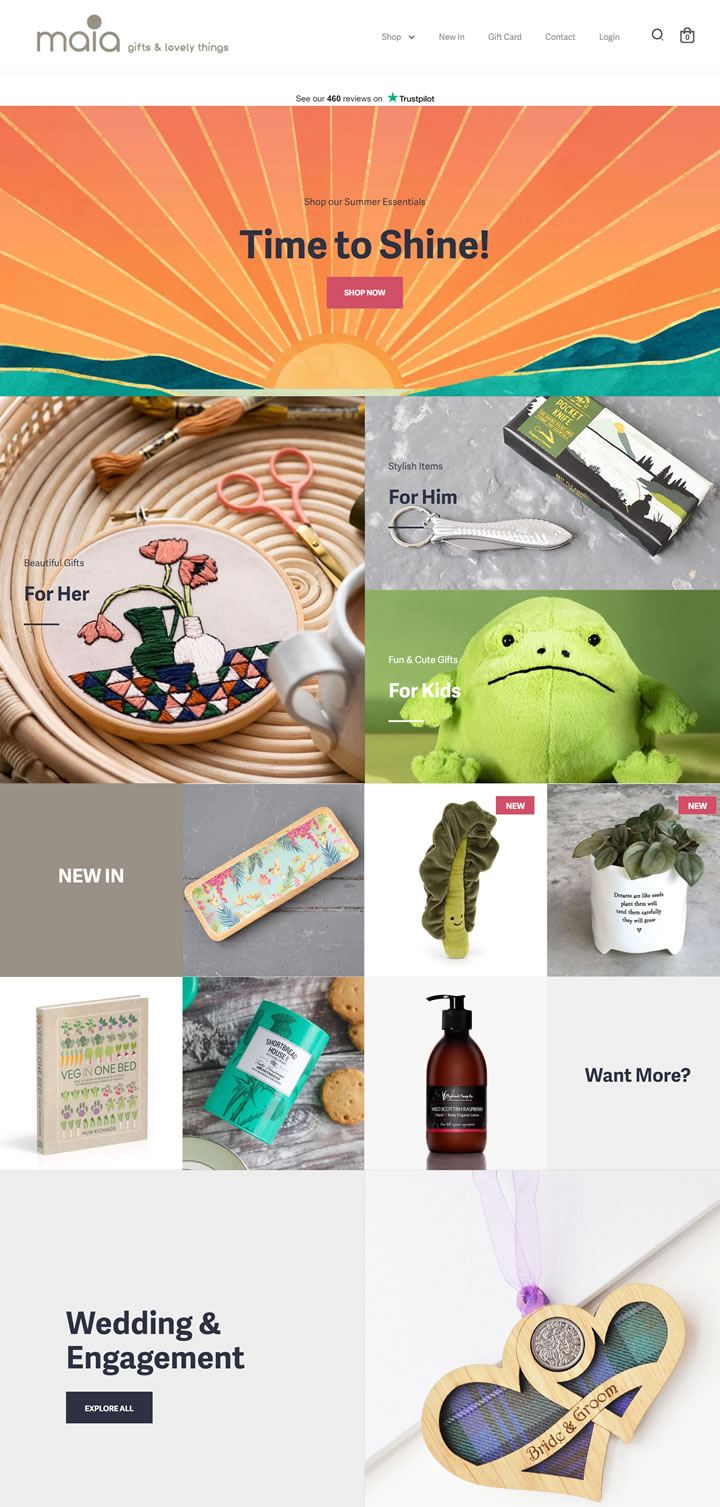 maia gifts & lovely things
Shop
New In
Gift Card
Contact
Login
0
See our 460 reviews on Trustpilot
Shop our Summer Essentials
Time to Shine!
SHOP NOW
Beautiful Gifts
For Her
Stylish Items
For Him
POCKET
KNIFE
Fun & Cute Gifts
For Kids
NEW IN
NEW
NEW
Dreams are like seeds
plant them well
tend them carefully
they will grow
VEG IN ONE BED
HUW RICHARDS
SHORTBREAD
HOUSE OF
WILD SCOTTISH RASPBERRY
Want More?
Wedding &
Engagement
EXPLORE ALL
Bride & Groom